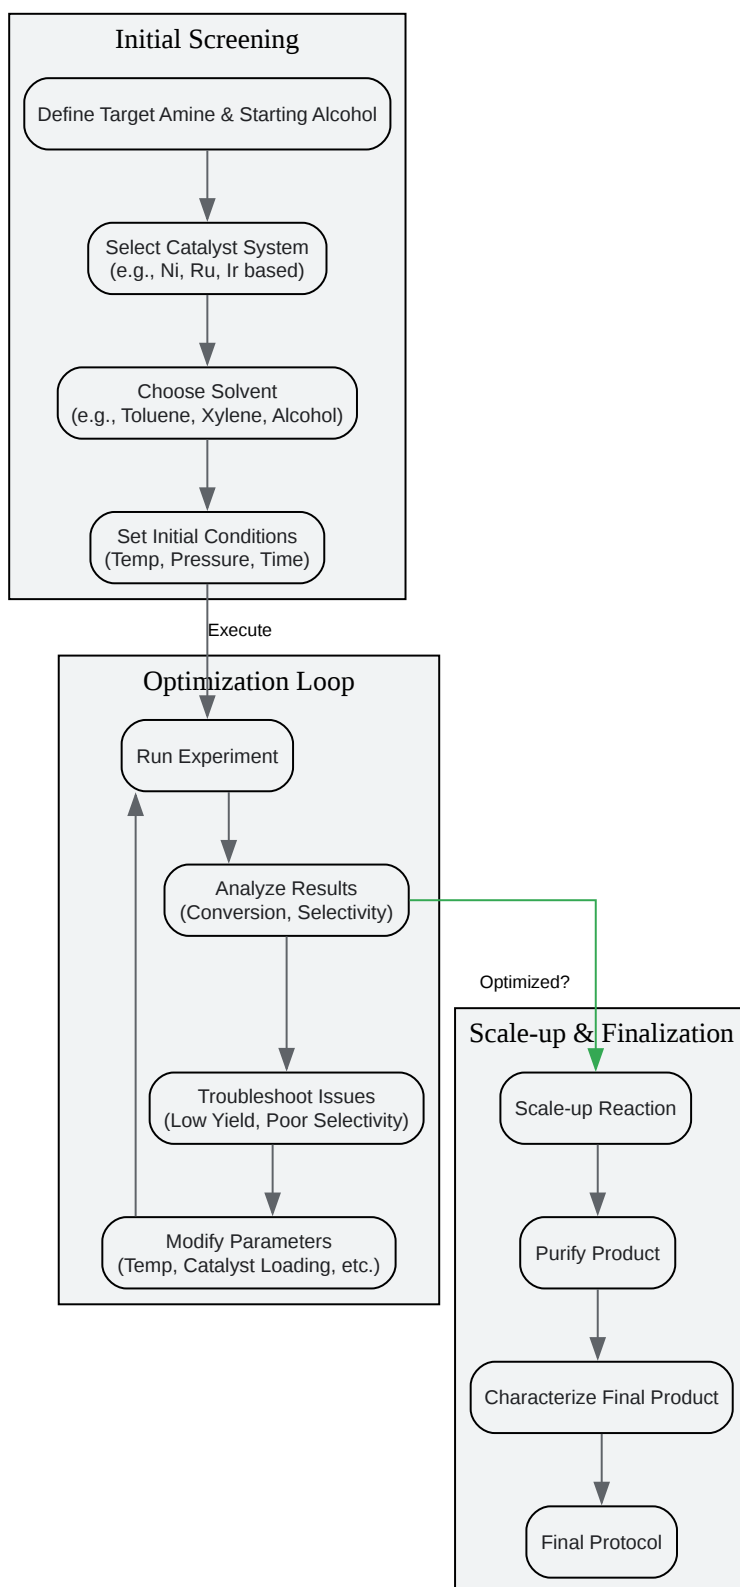 Initial Screening
Define Target Amine & Starting Alcohol
Select Catalyst System
(e.g., Ni, Ru, Ir based)
Choose Solvent
(e.g., Toluene, Xylene, Alcohol)
Set Initial Conditions
(Temp, Pressure, Time)
Execute
Optimization Loop
Run Experiment
Analyze Results
(Conversion, Selectivity)
Optimized?
Troubleshoot Issues
(Low Yield, Poor Selectivity)
Modify Parameters
(Temp, Catalyst Loading, etc.)
Scale-up & Finalization
Scale-up Reaction
Purify Product
Characterize Final Product
Final Protocol